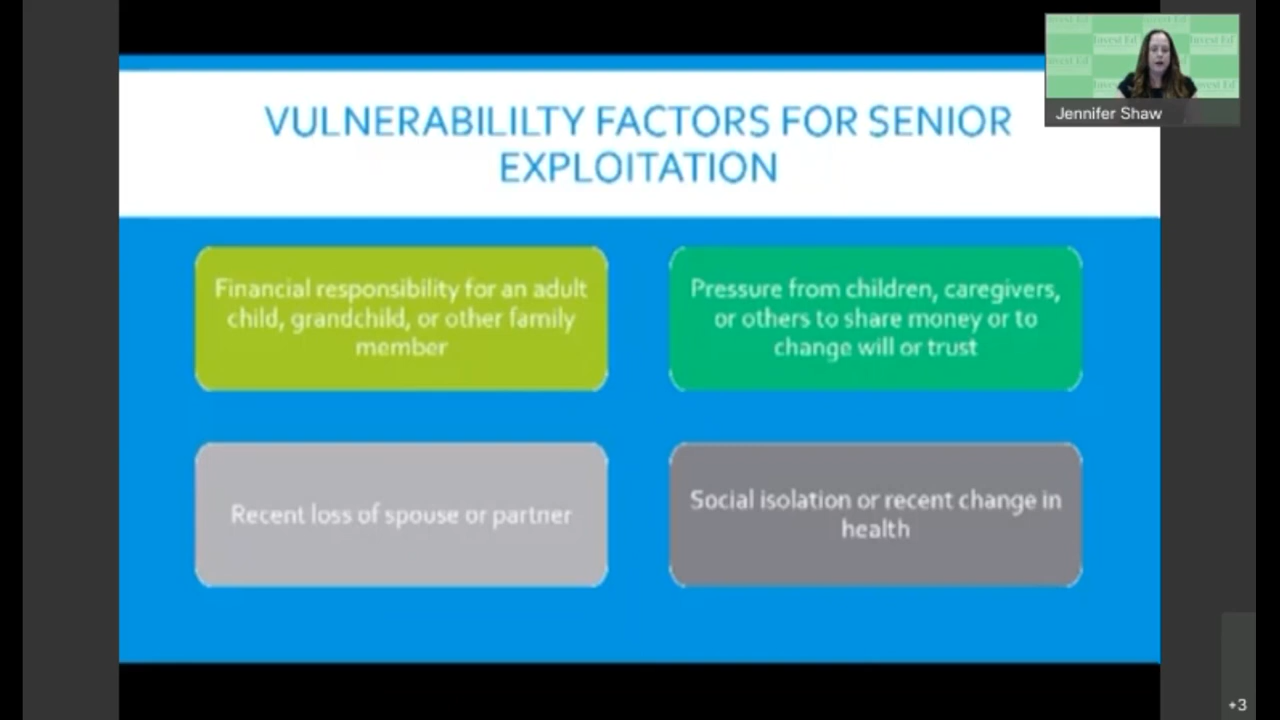 VULNERABILILTY FACTORS FOR SENIOR
EXPLOITATION
Jennifer Shaw
Financial responsibility for an adult
child, grandchild, or other family
member
Pressure from children, caregivers,
or others to share money or to
change will or trust
Recent loss of spouse or partner
Social isolation or recent change in
health
+3